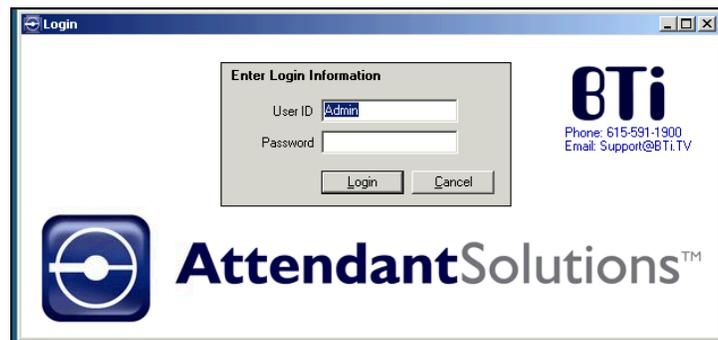 Login
Enter Login Information
User ID Admin
Password
Login Cancel
BTi
Phone: 615-591-1900
Email: Support@BTi.TV
AttendantSolutions™